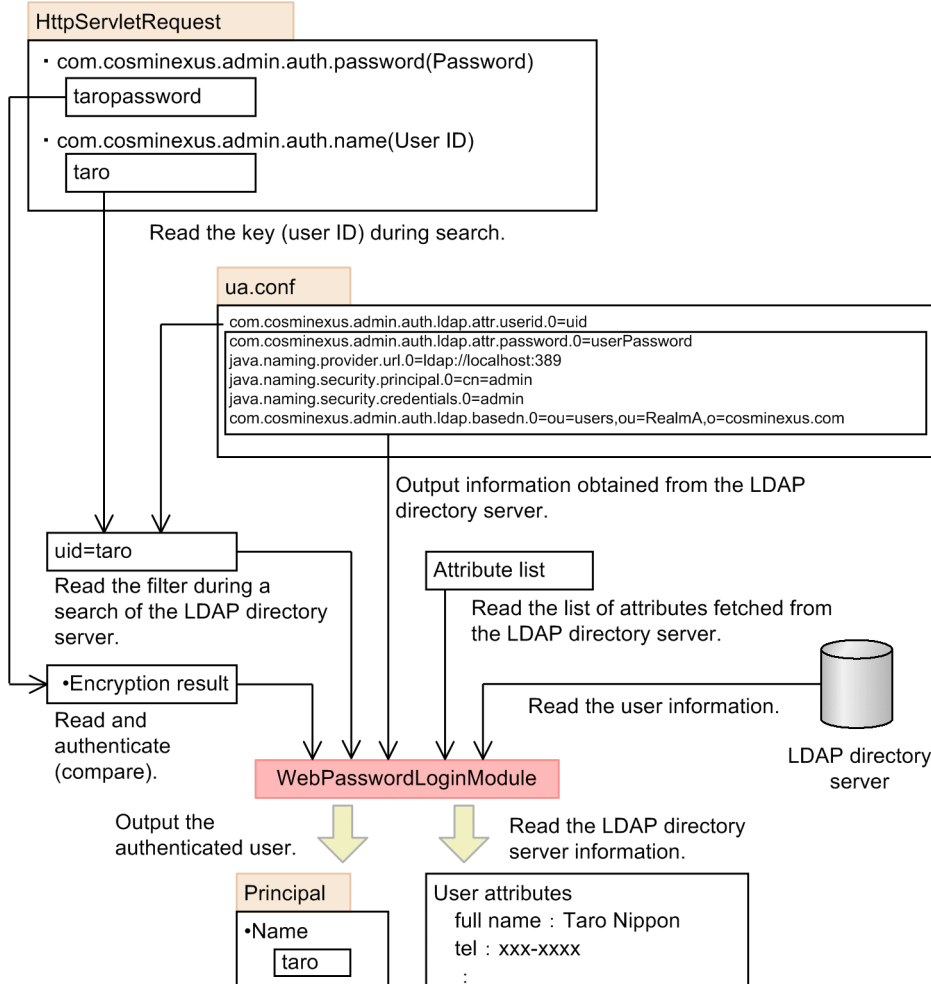 HttpServletRequest
・com.cosminexus.admin.auth.password(Password)
taropassword
・com.cosminexus.admin.auth.name(User ID)
taro
Read the key (user ID) during search.
ua.conf
com.cosminexus.admin.auth.ldap.attr.userid.0=uid
com.cosminexus.admin.auth.ldap.attr.password.0=userPassword
java.naming.provider.url.0=ldap://localhost:389
java.naming.security.principal.0=cn=admin
java.naming.security.credentials.0=admin
com.cosminexus.admin.auth.ldap.basedn.0=ou=users,ou=RealmA,o=cosminexus.com
Output information obtained from the LDAP
directory server.
uid=taro
Read the filter during a
search of the LDAP directory
server.
Attribute list
Read the list of attributes fetched from
the LDAP directory server.
•Encryption result
Read and
authenticate
(compare).
Read the user information.
LDAP directory
server
WebPasswordLoginModule
Output the
authenticated user.
Read the LDAP directory
server information.
Principal
•Name
taro
User attributes
full name : Taro Nippon
tel : xxx-xxxx
: